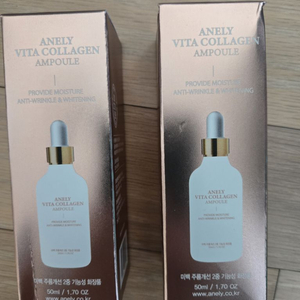 ANELY
VITA COLLAGEN
AMPOULE
PROVIDE MOISTURE
ANTI-WRINKLE & WHITENING
ANELY
VITA COLLAGEN
AMPOULE
미백 주름개선 2중 기능성 화장품
50ml / 1.70 OZ
www.anely.co.kr
ANELY
VITA COLLAGEN
AMPOULE
PROVIDE MOISTURE
ANTI-WRINKLE & WHITENING
ANELY
VITA COLLAGEN
AMPOULE
미백 주름개선 2중 기능성 화장품
50ml / 1.70 OZ
www.anely.co.kr